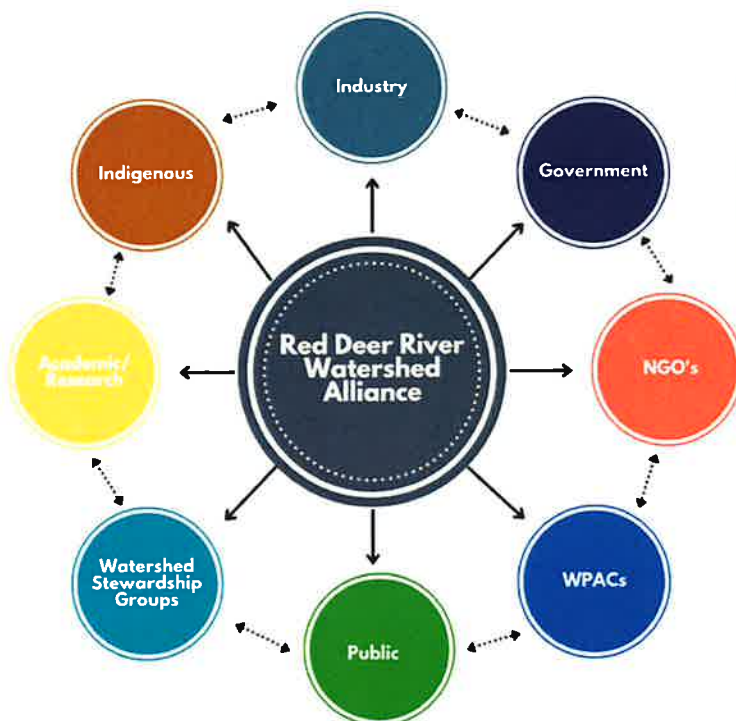 Industry
Indigenous
Government
Red Deer River
Watershed
Alliance
Academic/
Research
NGO's
Watershed
Stewardship
Groups
WPACs
Public